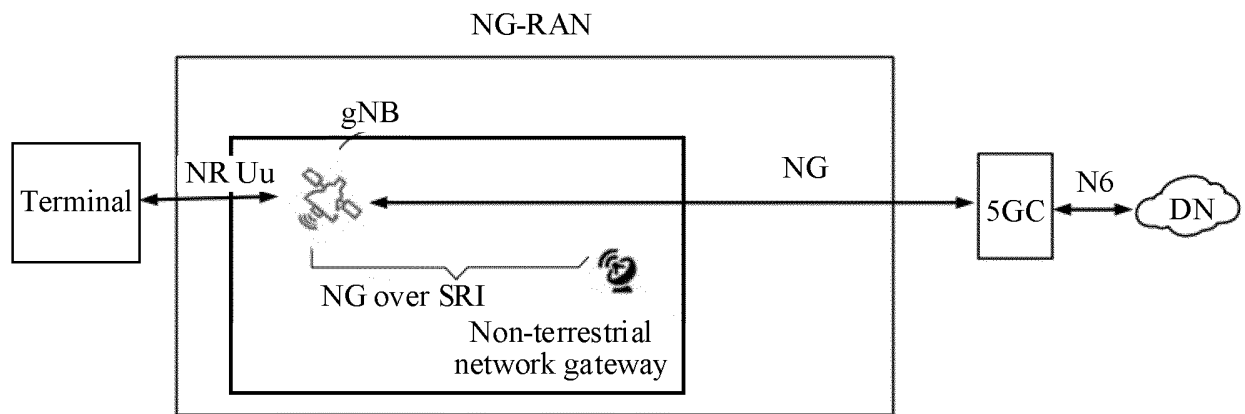 NG-RAN
gNB
NR Uu
NG
N6
Terminal
5GC
DN
NG over SRI
Non-terrestrial
network gateway